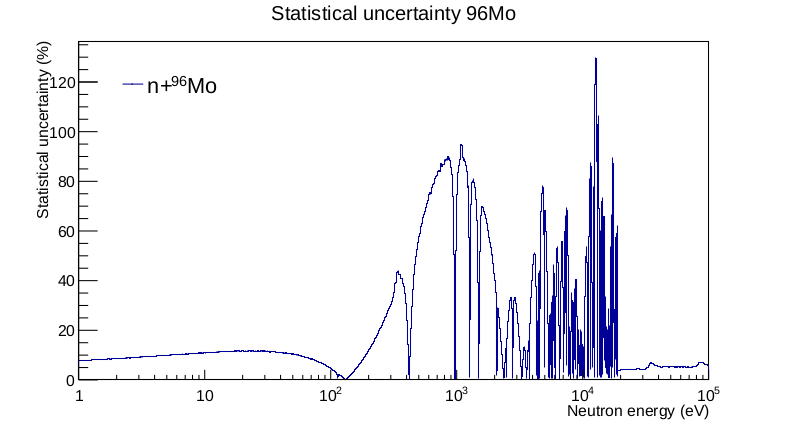 Statistical uncertainty 96Mo
Statistical uncertainty (%)
n+⁹⁶Mo
120
100
80
60
40
20
0
1 10 10² 10³ 10⁴ 10⁵
Neutron energy (eV)